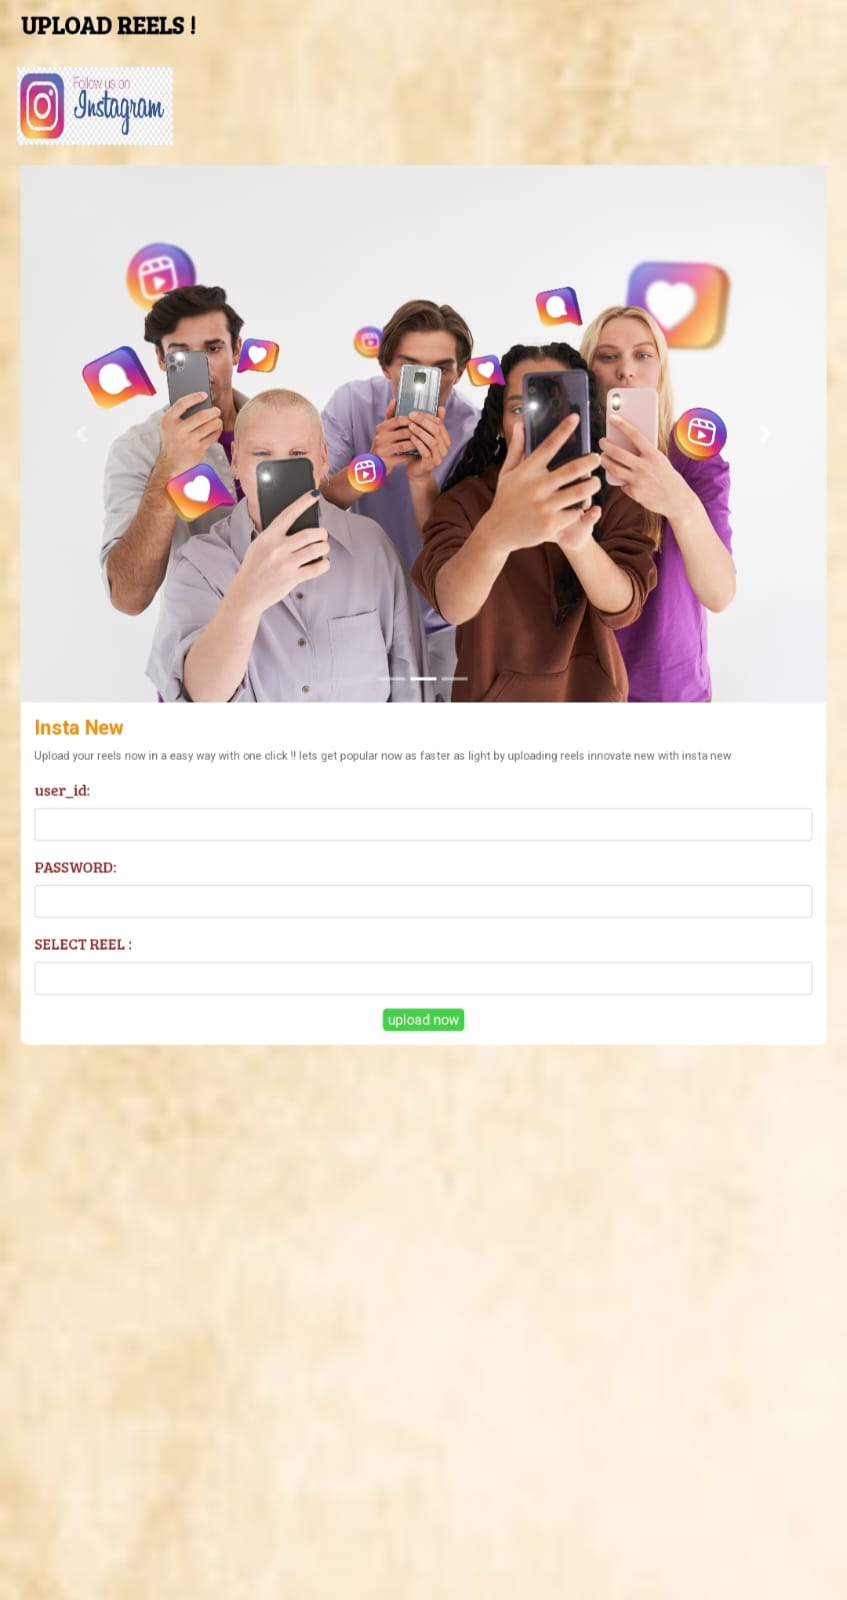 UPLOAD REELS !
Follow us on
Instagram
Insta New
Upload your reels now in a easy way with one click !! lets get popular now as faster as light by uploading reels innovate new with insta new
user_id:
PASSWORD:
SELECT REEL :
upload now